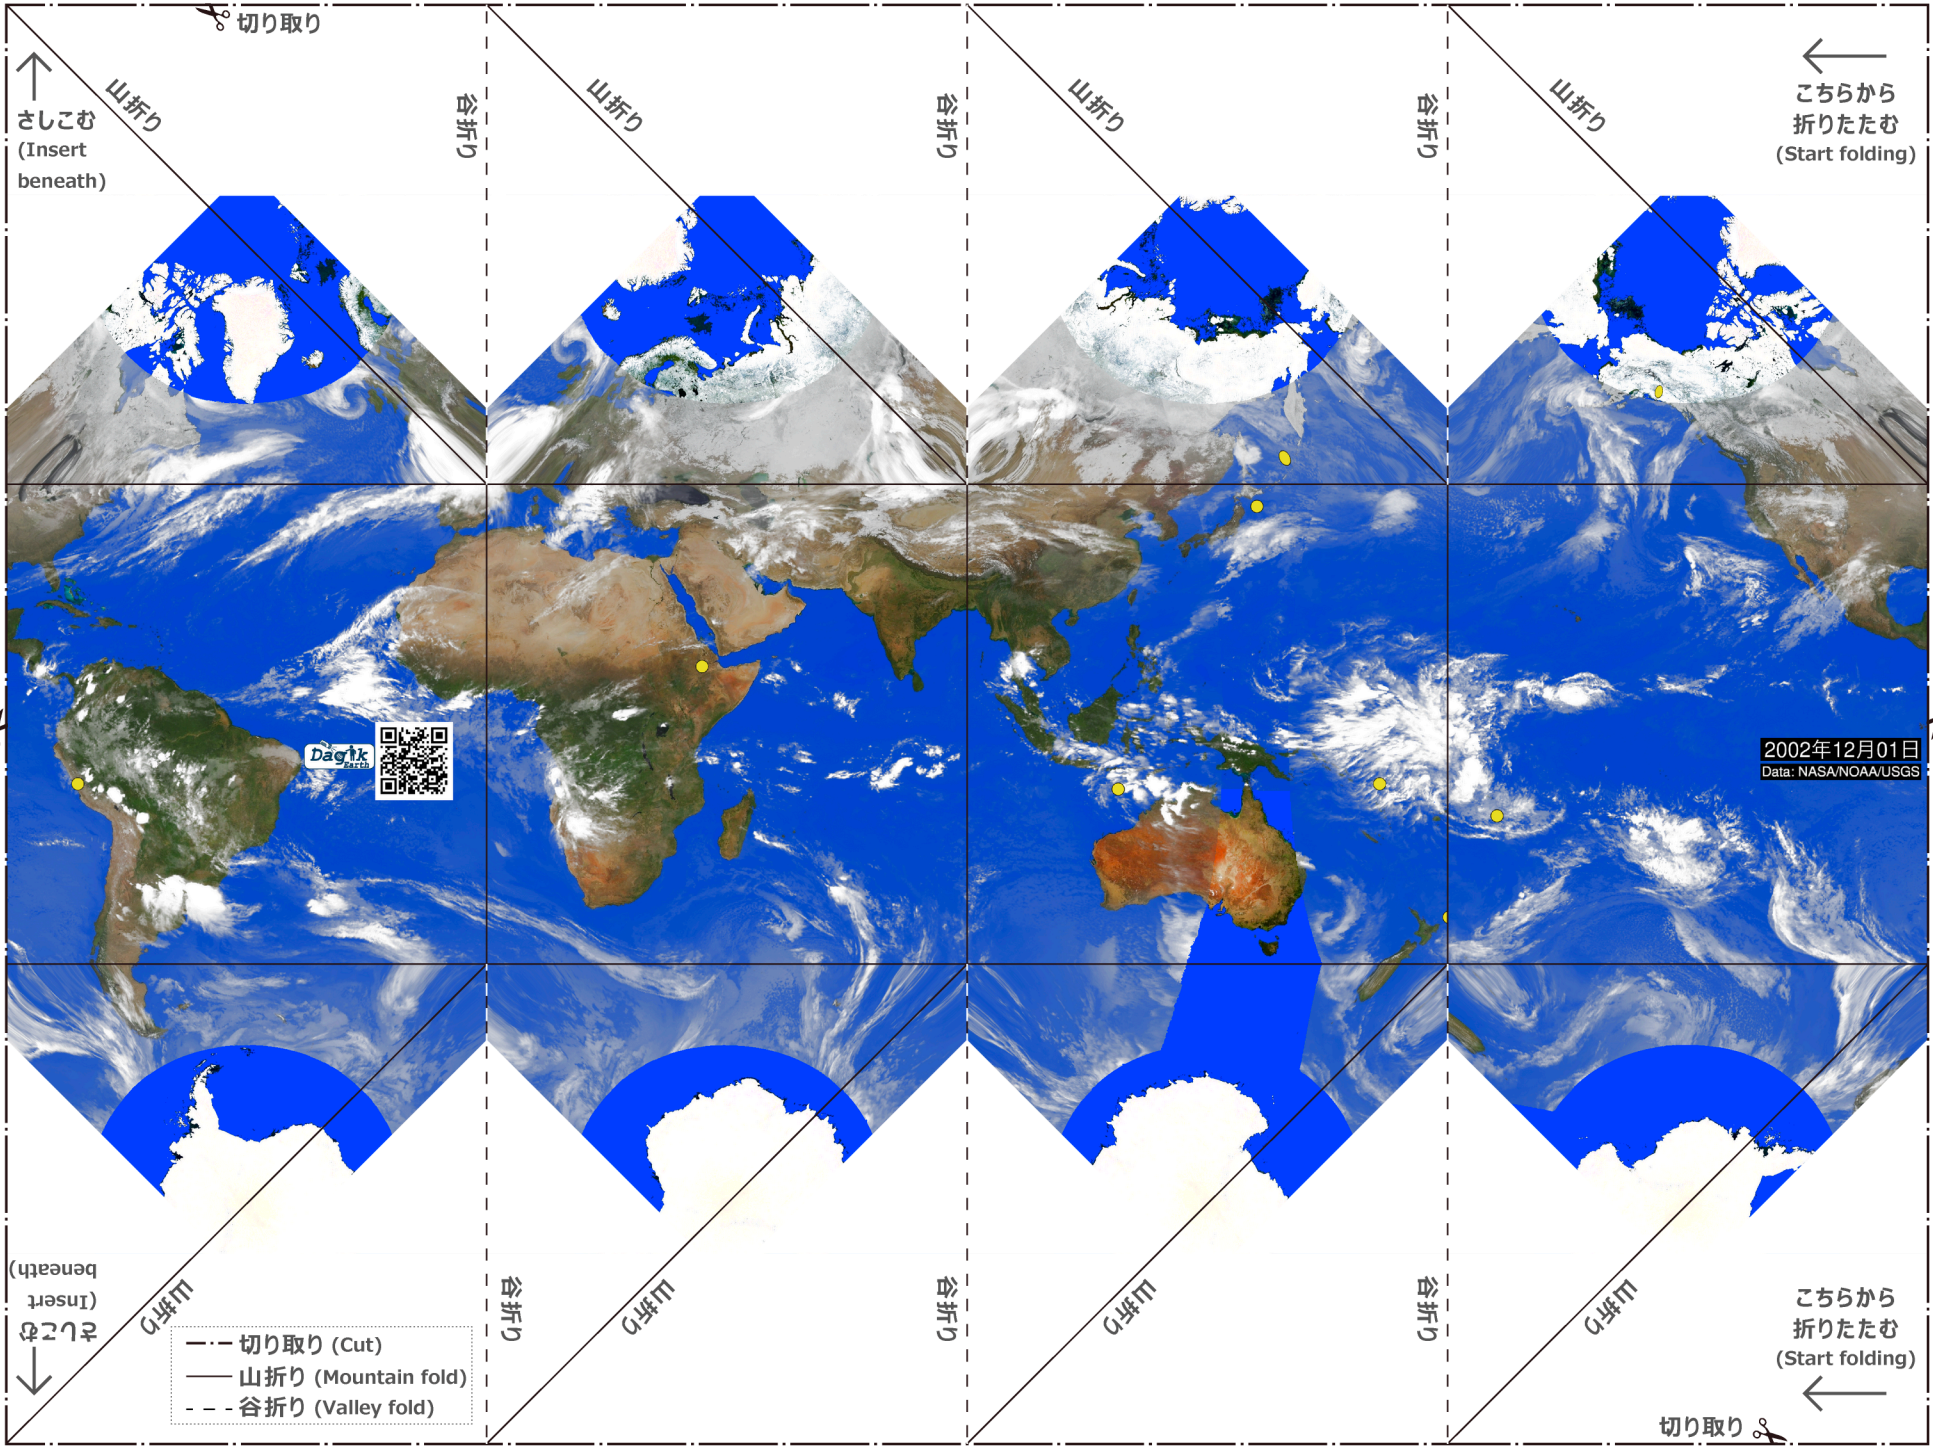 切り取り
山折り
谷折り
山折り
谷折り
山折り
谷折り
山折り
さしこむ
(Insert
beneath)
こちらから
折りたたむ
(Start folding)
Dagik
Earth
2002年12月01日
Data: NASA/NOAA/USGS
さしこむ
(Insert
beneath)
山折り
谷折り
山折り
谷折り
山折り
谷折り
山折り
切り取り (Cut)
山折り (Mountain fold)
谷折り (Valley fold)
こちらから
折りたたむ
(Start folding)
切り取り